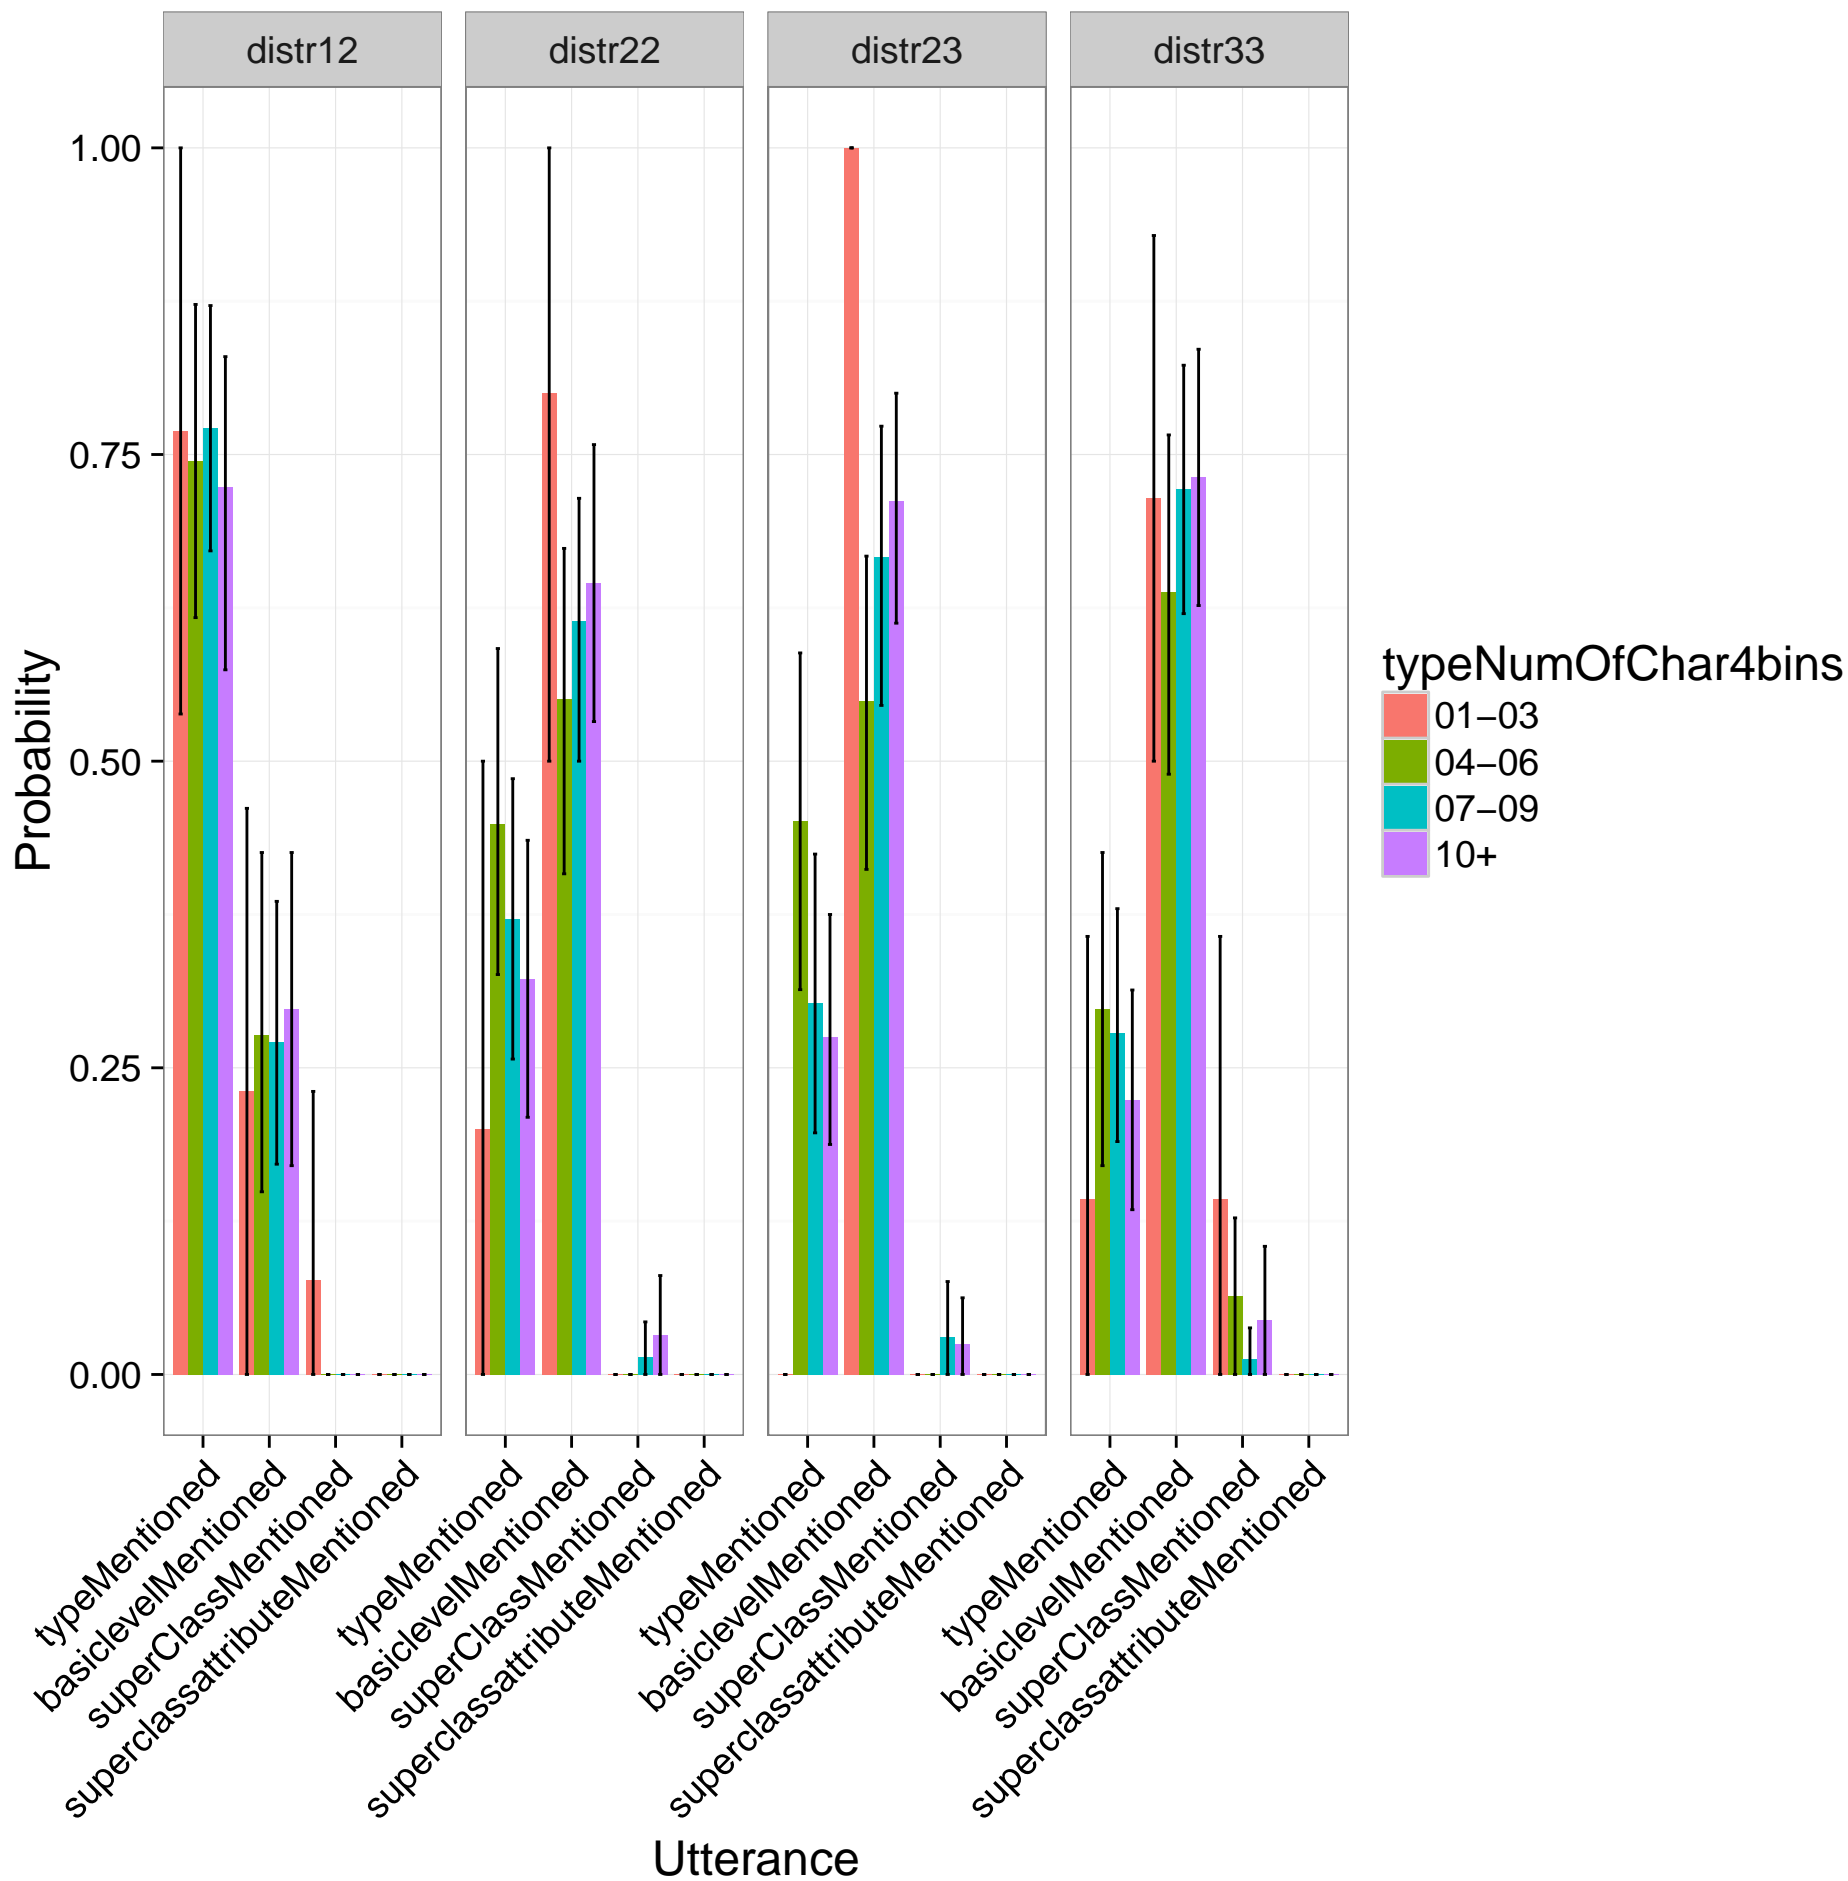 distr12 distr22 distr23 distr33
1.00
0.75
0.50
0.25
0.00
Probability
typeMentioned
basiclevelMentioned
superClassMentioned
superclassattributeMentioned
typeMentioned
basiclevelMentioned
superClassMentioned
superclassattributeMentioned
typeMentioned
basiclevelMentioned
superClassMentioned
superclassattributeMentioned
typeMentioned
basiclevelMentioned
superClassMentioned
superclassattributeMentioned
Utterance
typeNumOfChar4bins
01−03
04−06
07−09
10+